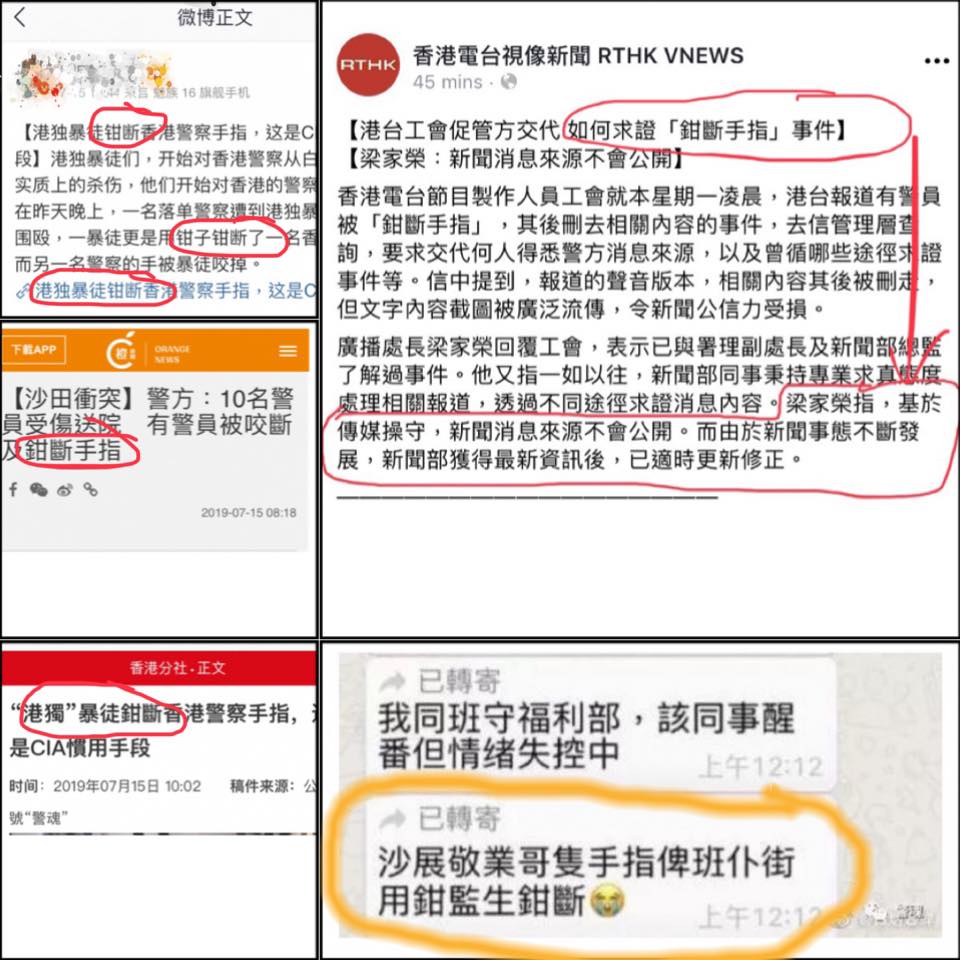 微博正文
16 旗舰手机
【港独暴徒钳断香港警察手指，这是C
段】港独暴徒们，开始对香港警察从白
实质上的杀伤，他们开始对香港的警察
在昨天晚上，一名落单警察遭到港独暴
围殴，一暴徒更是用钳子钳断了一名香
而另一名警察的手被暴徒咬掉。
港独暴徒钳断香港警察手指，这是C
下載APP
橙
ORANGE
NEWS
【沙田衝突】警方：10名警
員受傷送院 有警員被咬斷
及鉗斷手指
2019-07-15 08:18
香港分社 · 正文
“港獨”暴徒鉗斷香港警察手指，
是CIA慣用手段
时间：2019年07月15日 10:02 稿件來源：公
號“警魂”
RTHK
香港電台視像新聞 RTHK VNEWS
45 mins ·
【港台工會促管方交代 如何求證「鉗斷手指」事件】
【梁家榮：新聞消息來源不會公開】
香港電台節目製作人員工會就本星期一凌晨，港台報道有警員
被「鉗斷手指」，其後刪去相關內容的事件，去信管理層查
詢，要求交代何人得悉警方消息來源，以及曾循哪些途徑求證
事件等。信中提到，報道的聲音版本，相關內容其後被刪走，
但文字內容截圖被廣泛流傳，令新聞公信力受損。
廣播處長梁家榮回覆工會，表示已與署理副處長及新聞部總監
了解過事件。他又指一如以往，新聞部同事秉持專業求真態度
處理相關報道，透過不同途徑求證消息內容。梁家榮指，基於
傳媒操守，新聞消息來源不會公開。而由於新聞事態不斷發
展，新聞部獲得最新資訊後，已適時更新修正。
已轉寄
我同班守福利部，該同事醒
番但情绪失控中
上午12:12
已轉寄
沙展敬業哥隻手指俾班仆街
用鉗監生鉗斷😭
上午12:12